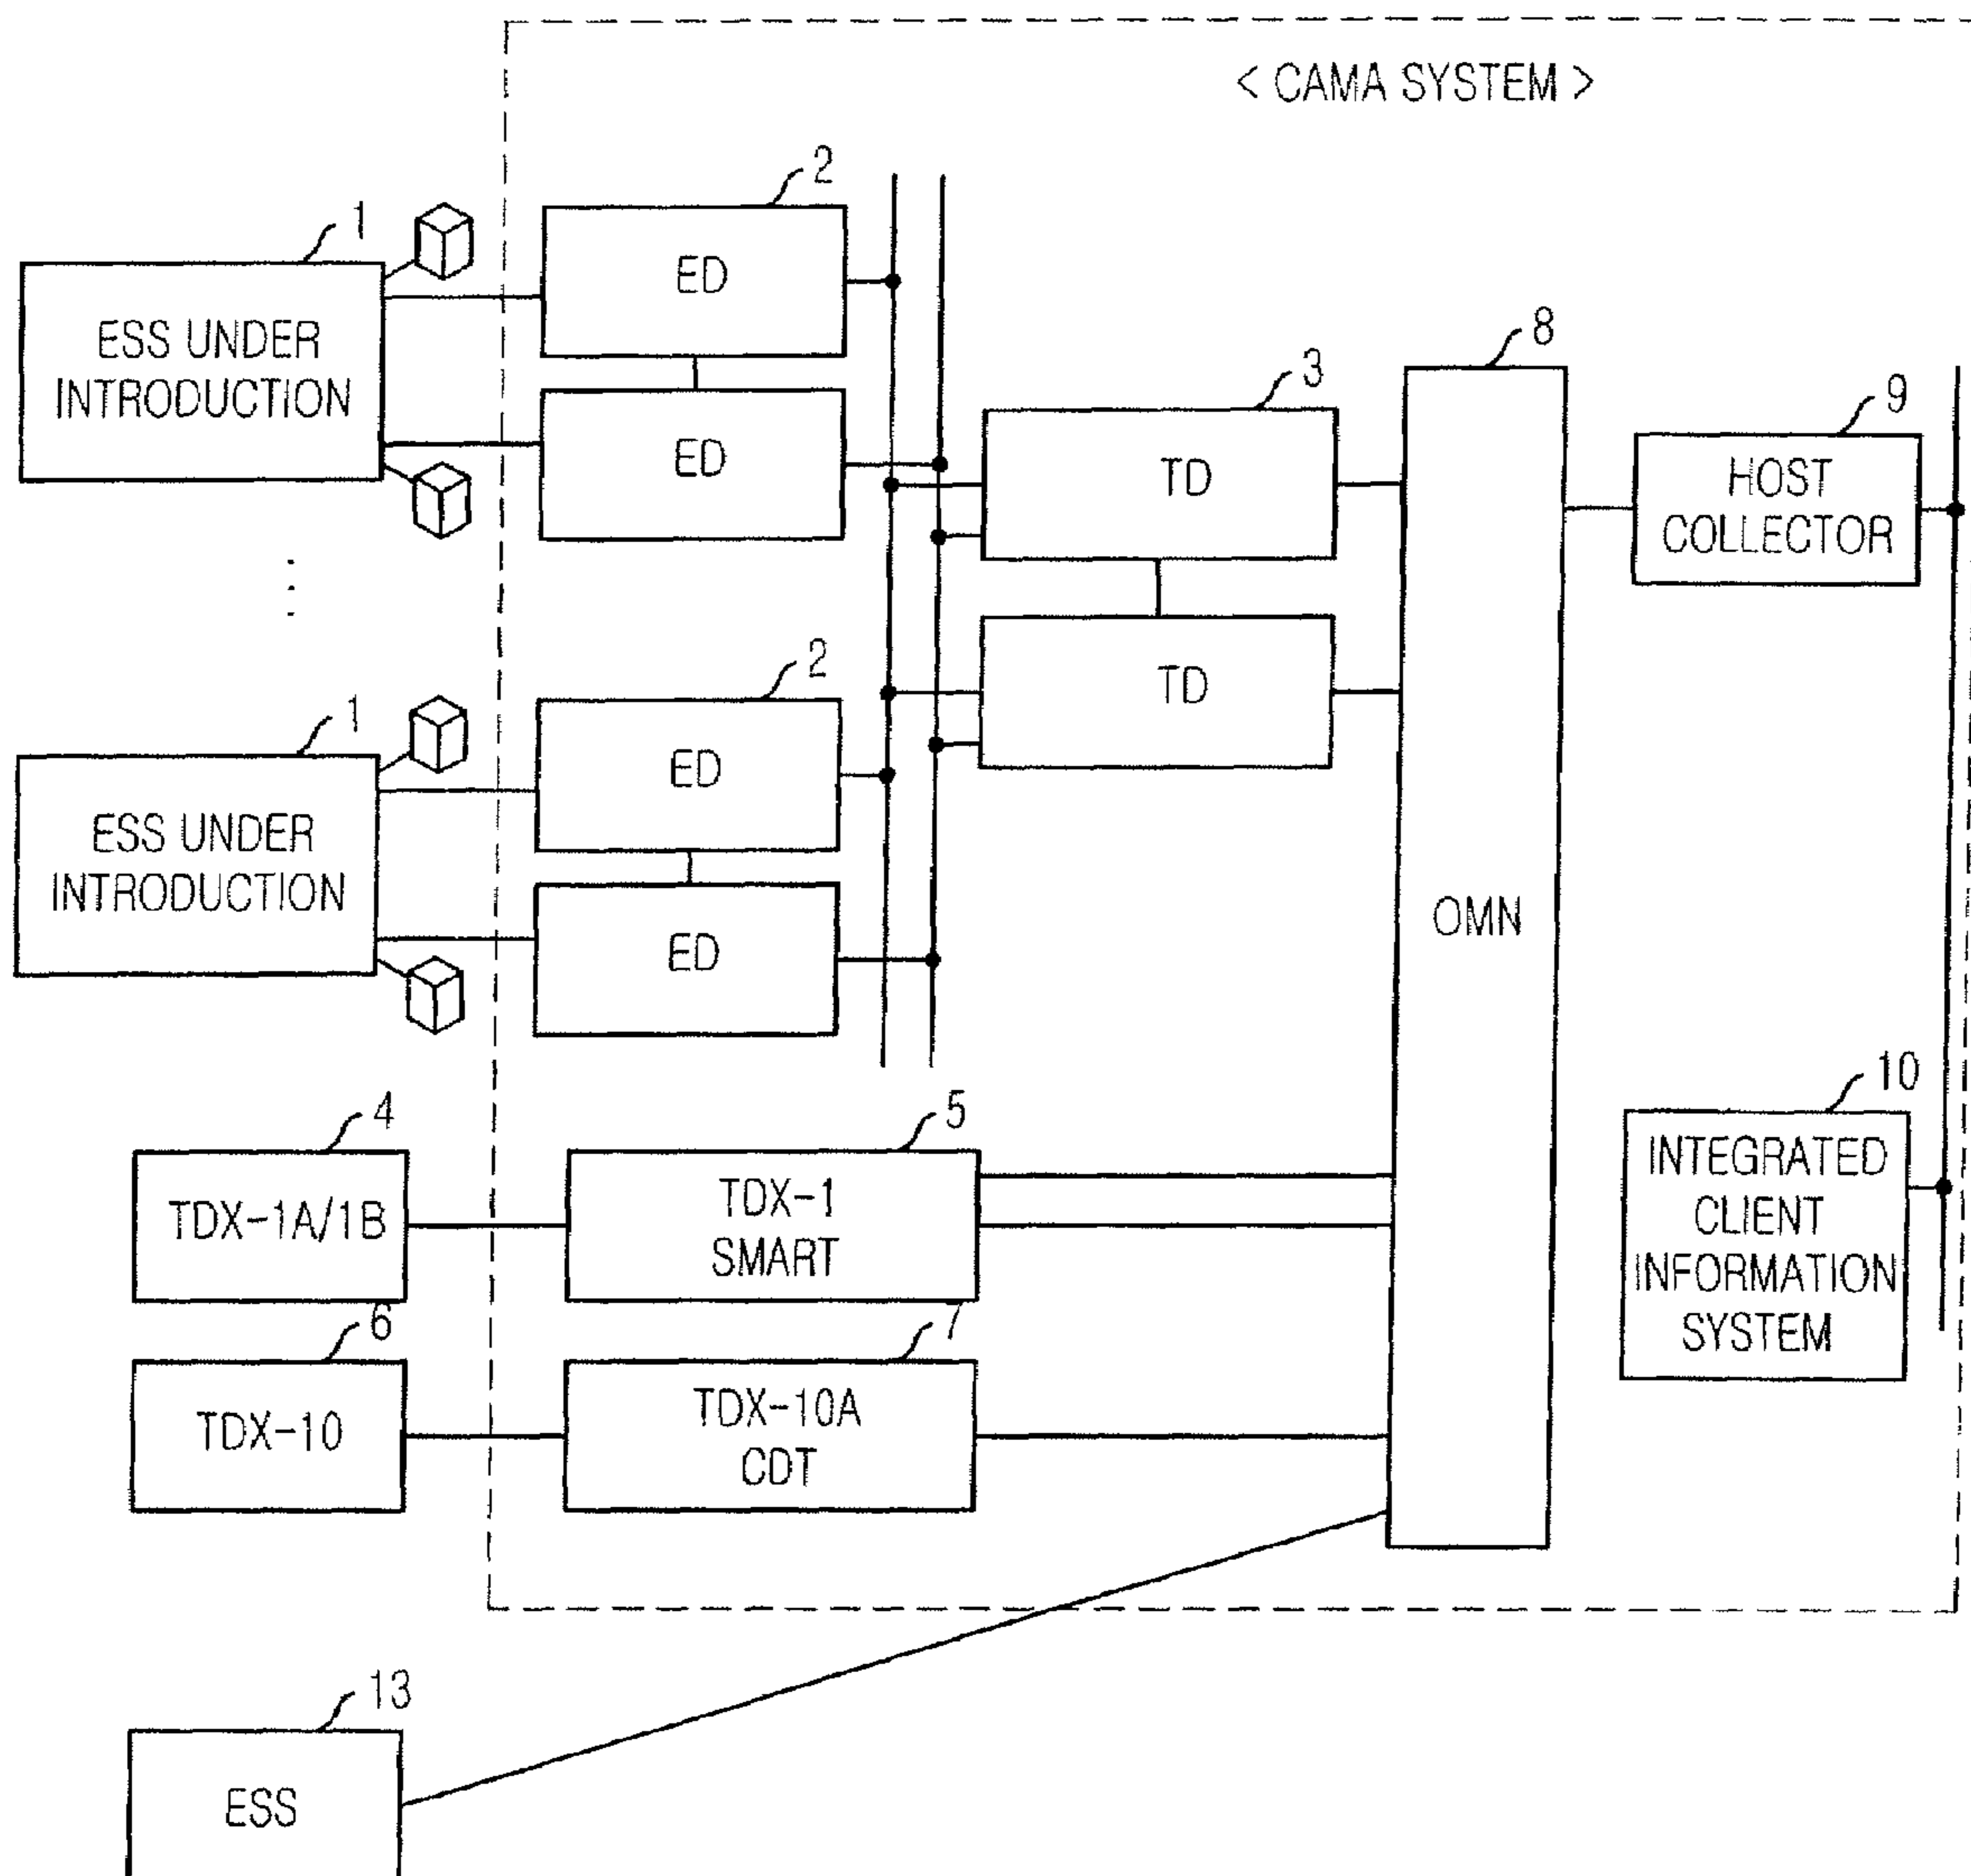 < CAMA SYSTEM >
2
1
ED
ESS UNDER
INTRODUCTION
ED
3
TD
8
9
HOST
COLLECTOR
2
1
TD
ED
ESS UNDER
INTRODUCTION
ED
OMN
4
TDX-1A/1B
5
TDX-1
SMART
10
INTEGRATED
CLIENT
INFORMATION
SYSTEM
6
TDX-10
7
TDX-10A
CDT
13
ESS